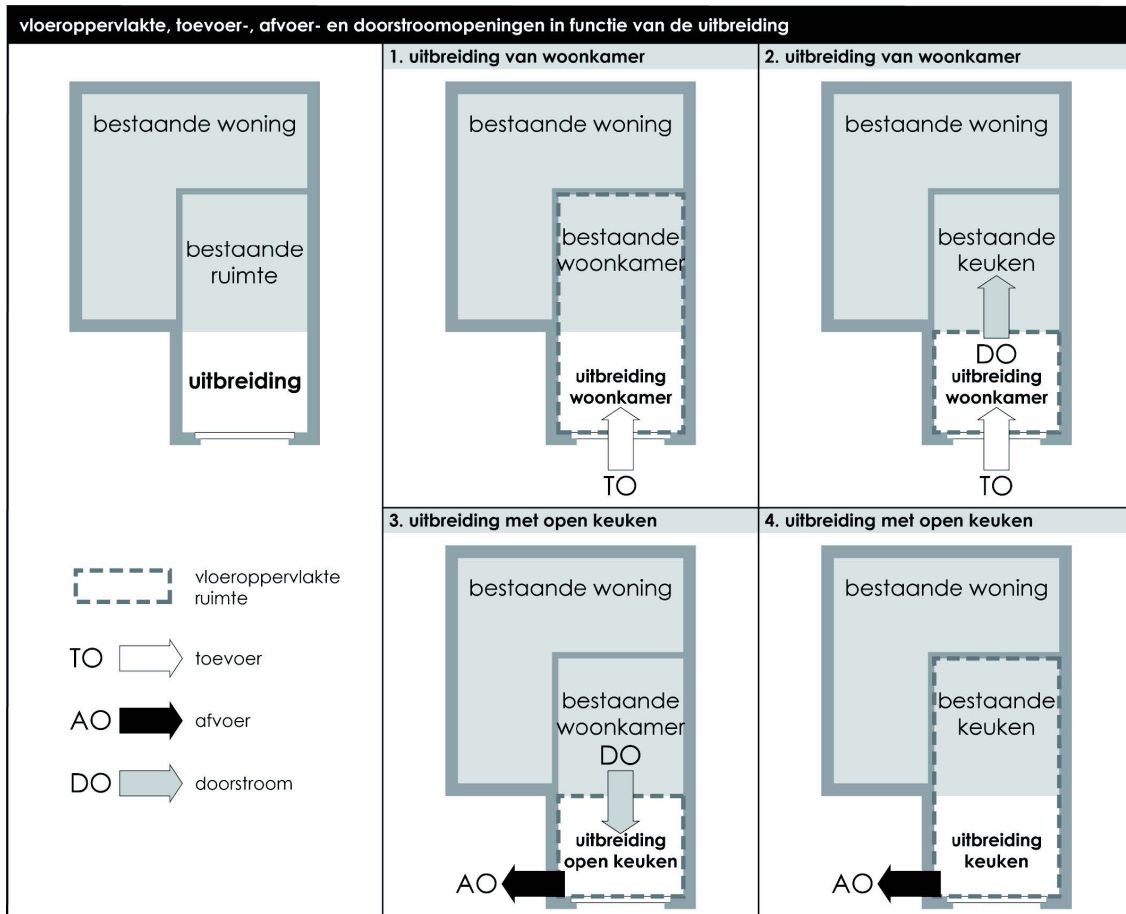 vloeroppervlakte, toevoer-, afvoer- en doorstroomopeningen in functie van de uitbreiding
bestaande woning
bestaande
ruimte
uitbreiding
1. uitbreiding van woonkamer
bestaande woning
bestaande
woonkamer
uitbreiding
woonkamer
TO
2. uitbreiding van woonkamer
bestaande woning
bestaande
keuken
DO
uitbreiding
woonkamer
TO
vloeroppervlakte
ruimte
TO toevoer
AO afvoer
DO doorstroom
3. uitbreiding met open keuken
bestaande woning
bestaande
woonkamer
DO
uitbreiding
open keuken
AO
4. uitbreiding met open keuken
bestaande woning
bestaande
keuken
uitbreiding
keuken
AO